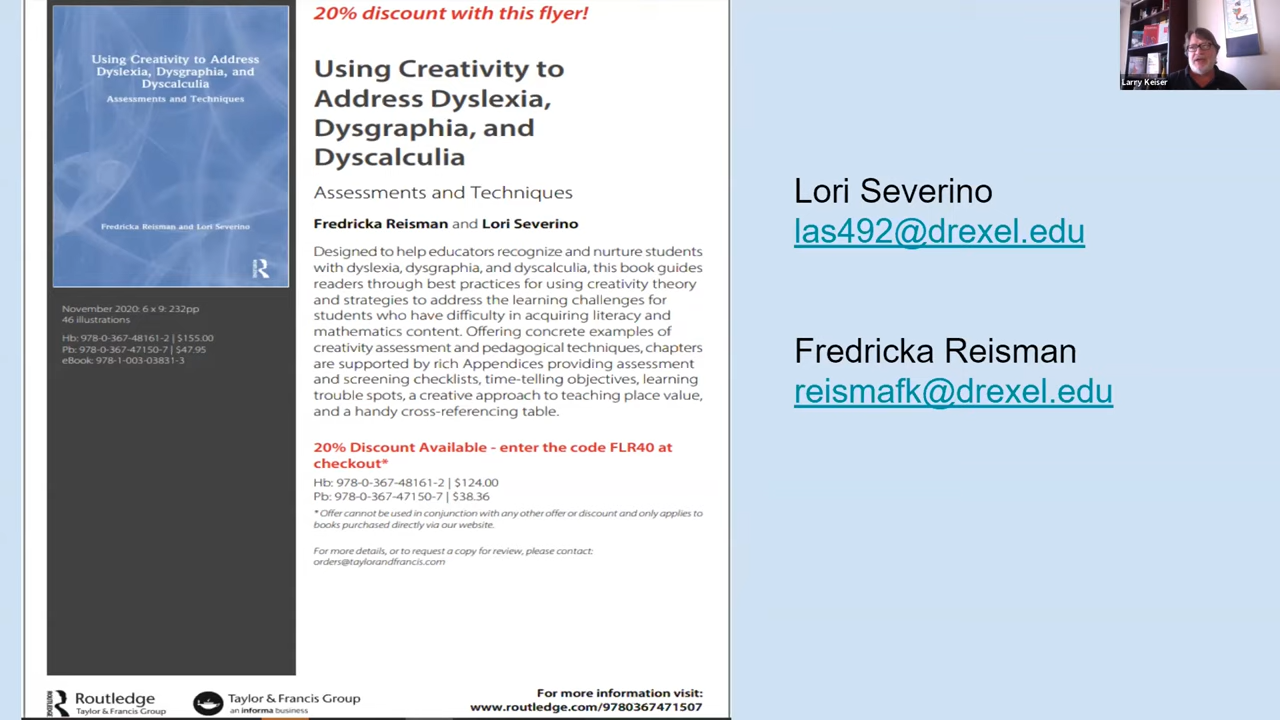 20% discount with this flyer!
Using Creativity to Address
Dyslexia, Dysgraphia, and
Dyscalculia
Assessments and Techniques
Fredricka Reisman and Lori Severino
R
November 2020: 6 x 9: 232pp
46 illustrations
Hb: 978-0-367-48161-2 | $155.00
Pb: 978-0-367-47150-7 | $47.95
eBook: 978-1-003-03831-3
Using Creativity to
Address Dyslexia,
Dysgraphia, and
Dyscalculia
Assessments and Techniques
Fredricka Reisman and Lori Severino
Designed to help educators recognize and nurture students
with dyslexia, dysgraphia, and dyscalculia, this book guides
readers through best practices for using creativity theory
and strategies to address the learning challenges for
students who have difficulty in acquiring literacy and
mathematics content. Offering concrete examples of
creativity assessment and pedagogical techniques, chapters
are supported by rich Appendices providing assessment
and screening checklists, time-telling objectives, learning
trouble spots, a creative approach to teaching place value,
and a handy cross-referencing table.
20% Discount Available - enter the code FLR40 at
checkout*
Hb: 978-0-367-48161-2 | $124.00
Pb: 978-0-367-47150-7 | $38.36
* Offer cannot be used in conjunction with any other offer or discount and only applies to
books purchased directly via our website.
For more details, or to request a copy for review, please contact:
orders@taylorandfrancis.com
Routledge
Taylor & Francis Group
Taylor & Francis Group
an informa business
For more information visit:
www.routledge.com/9780367471507
Lori Severino
las492@drexel.edu
Fredricka Reisman
reismafk@drexel.edu
Larry Keiser